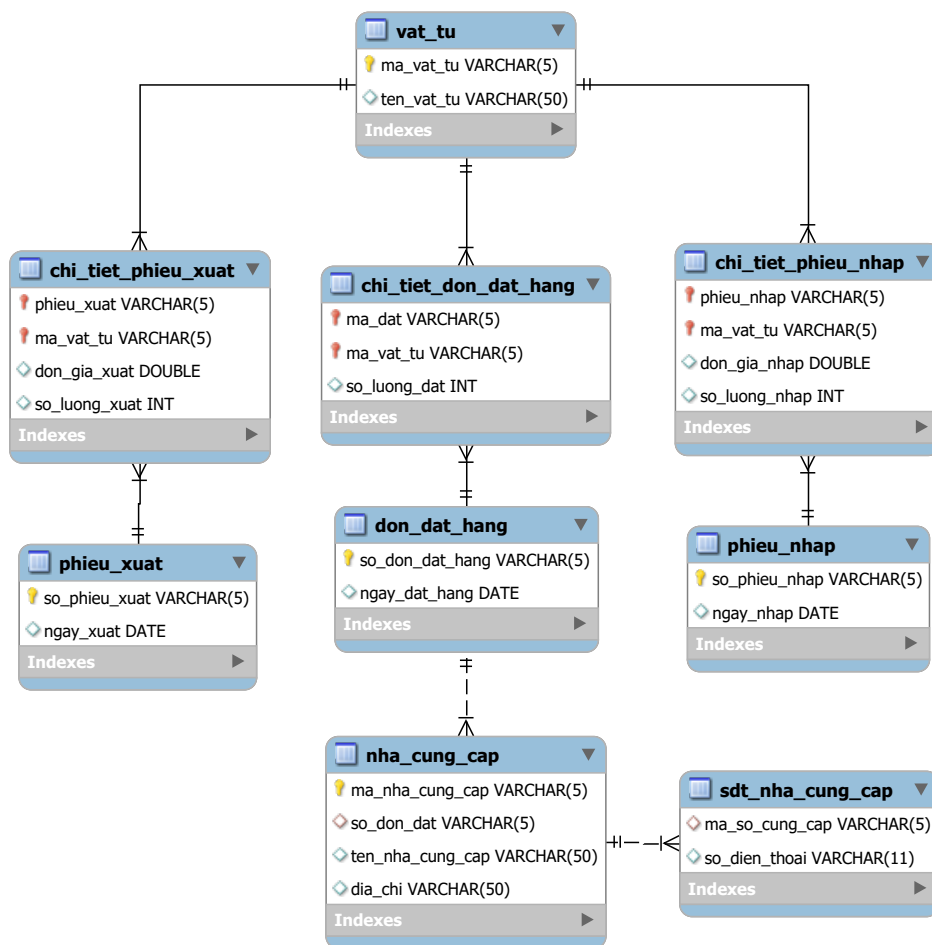 vat_tu
ma_vat_tu VARCHAR(5)
ten_vat_tu VARCHAR(50)
Indexes
chi_tiet_phieu_xuat
phieu_xuat VARCHAR(5)
ma_vat_tu VARCHAR(5)
don_gia_xuat DOUBLE
so_luong_xuat INT
Indexes
chi_tiet_don_dat_hang
ma_dat VARCHAR(5)
ma_vat_tu VARCHAR(5)
so_luong_dat INT
Indexes
chi_tiet_phieu_nhap
phieu_nhap VARCHAR(5)
ma_vat_tu VARCHAR(5)
don_gia_nhap DOUBLE
so_luong_nhap INT
Indexes
phieu_xuat
so_phieu_xuat VARCHAR(5)
ngay_xuat DATE
Indexes
don_dat_hang
so_don_dat_hang VARCHAR(5)
ngay_dat_hang DATE
Indexes
phieu_nhap
so_phieu_nhap VARCHAR(5)
ngay_nhap DATE
Indexes
nha_cung_cap
ma_nha_cung_cap VARCHAR(5)
so_don_dat VARCHAR(5)
ten_nha_cung_cap VARCHAR(50)
dia_chi VARCHAR(50)
Indexes
sdt_nha_cung_cap
ma_so_cung_cap VARCHAR(5)
so_dien_thoai VARCHAR(11)
Indexes